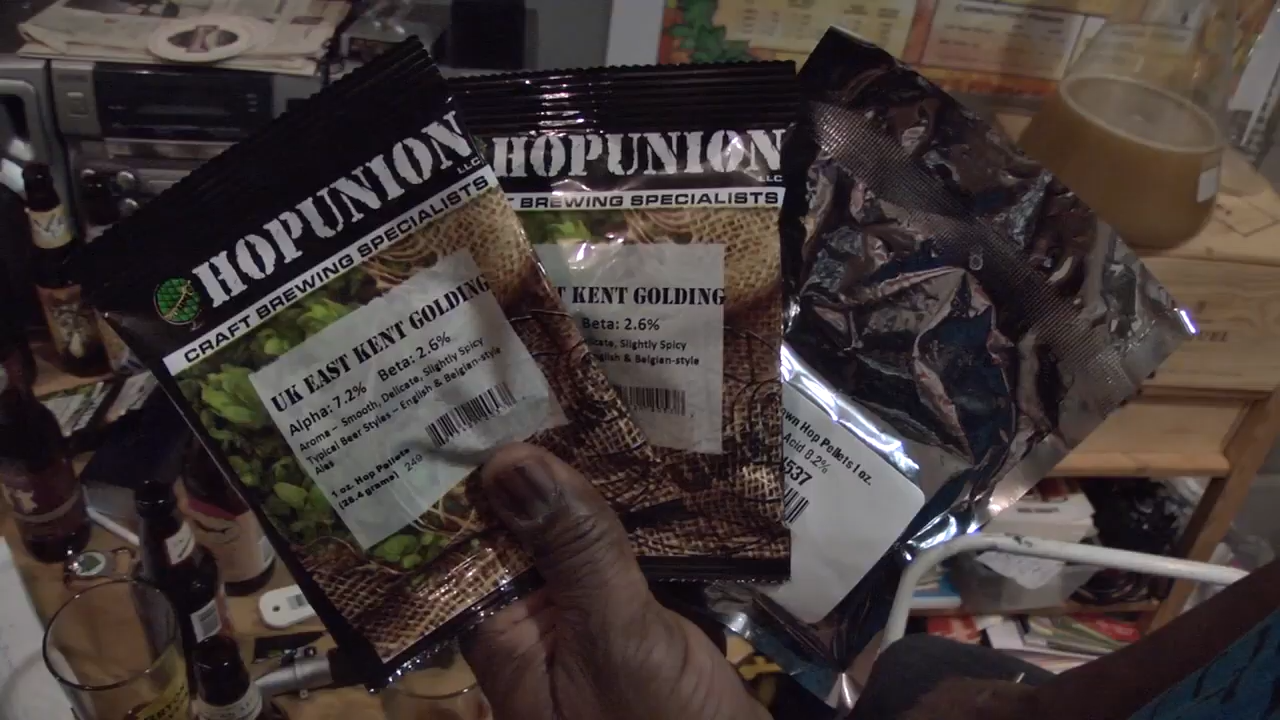 HOPUNION
LLC
CRAFT BREWING SPECIALISTS
UK EAST KENT GOLDING
Alpha: 7.2% Beta: 2.6%
Aroma – Smooth, Delicate, Slightly Spicy
Typical Beer Styles – English & Belgian-style
Ales
1 oz. Hop Pellets
(28.4 grams) 249
HOPUNION
LLC
BREWING SPECIALISTS
KENT GOLDING
Beta: 2.6%
Slightly Spicy
English & Belgian-style
Hop Pellets 1 oz.
Acid 8.2%
537